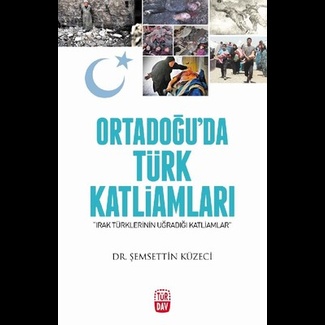 ORTADOĞU'DA
TÜRK
KATLİAMLARI
"IRAK TÜRKLERİNİN UĞRADIĞI KATLİAMLAR"
DR. ŞEMSETTİN KÜZECİ
TÜR
DAV